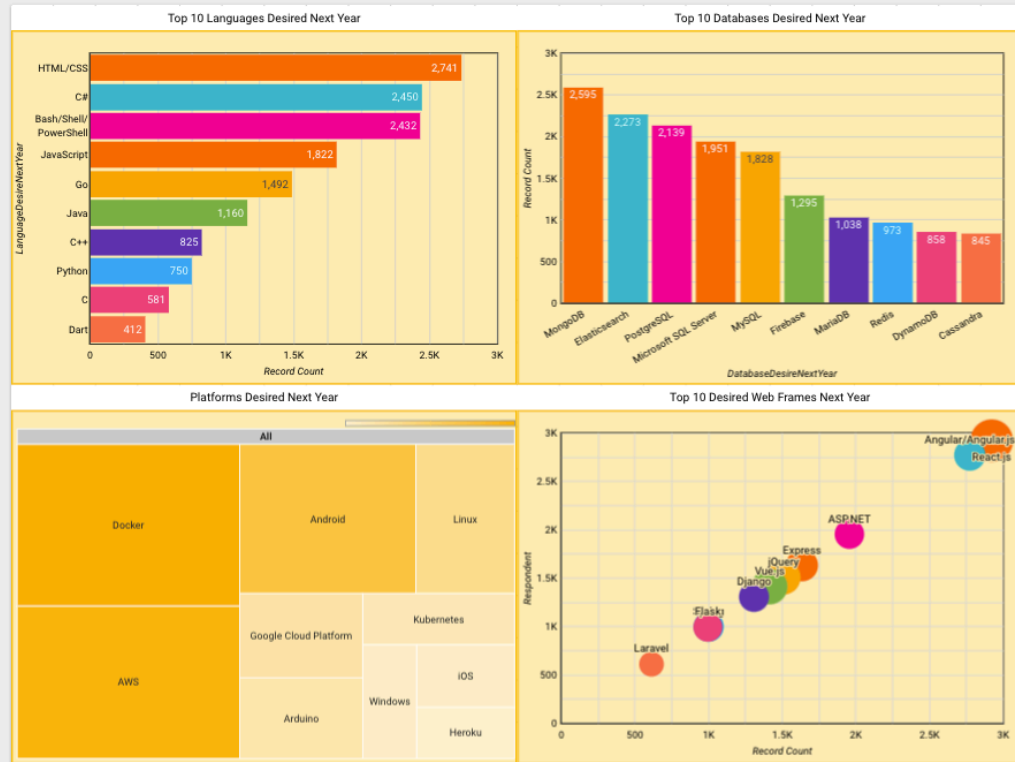 Top 10 Languages Desired Next Year
LanguageDesireNextYear
HTML/CSS 2,741
C# 2,450
Bash/Shell/
PowerShell 2,432
JavaScript 1,822
Go 1,492
Java 1,160
C++ 825
Python 750
C 581
Dart 412
0 500 1K 1.5K 2K 2.5K 3K
Record Count
Top 10 Databases Desired Next Year
Record Count
3K
2.5K
2K
1.5K
1K
500
0
2,595 2,273 2,139 1,951 1,828 1,295 1,038 973 858 845
MongoDB Elasticsearch PostgreSQL Microsoft SQL Server MySQL Firebase MariaDB Redis DynamoDB Cassandra
DatabaseDesireNextYear
Platforms Desired Next Year
All
Docker
Android
Linux
AWS
Google Cloud Platform
Kubernetes
Arduino
Windows
iOS
Heroku
Top 10 Desired Web Frames Next Year
Respondent
3K
2.5K
2K
1.5K
1K
500
0
Angular/Angular.js
React.js
ASP.NET
Express
jQuery
Vue.js
Django
Flask
Laravel
0 500 1K 1.5K 2K 2.5K 3K
Record Count